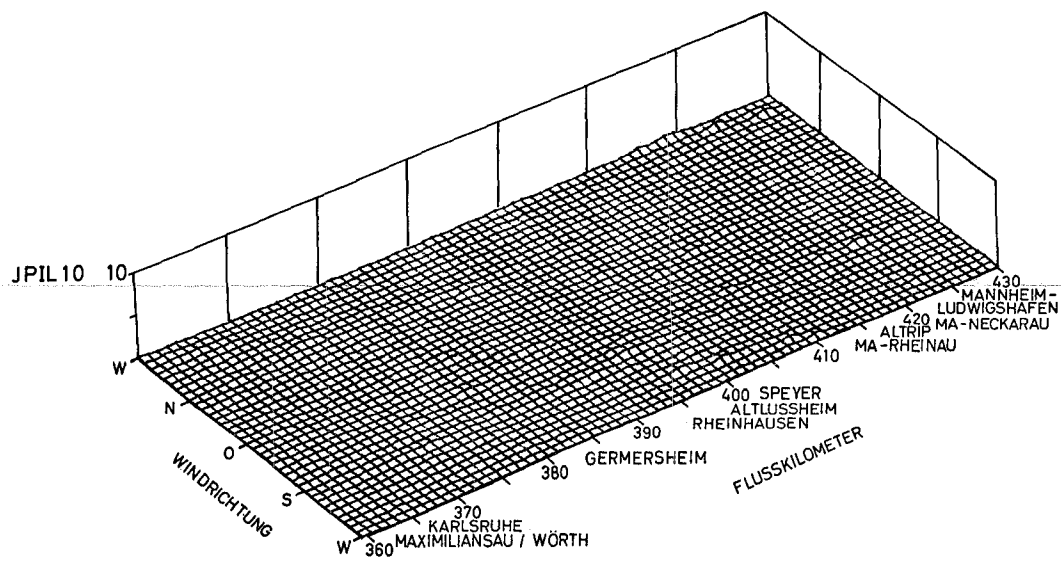 JPIL10 10
W
N
O
S
W
WINDRICHTUNG
360
370
380
390
400
410
420
430
MAXIMILIANSAU / WÖRTH
KARLSRUHE
GERMERSHEIM
RHEINHAUSEN
ALTLUSSHEIM
SPEYER
MA-RHEINAU
ALTRIP
MA-NECKARAU
LUDWIGSHAFEN
MANNHEIM-
FLUSSKILOMETER